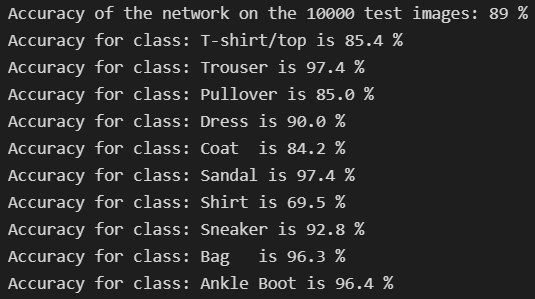 Accuracy of the network on the 10000 test images: 89 %
Accuracy for class: T-shirt/top is 85.4 %
Accuracy for class: Trouser is 97.4 %
Accuracy for class: Pullover is 85.0 %
Accuracy for class: Dress is 90.0 %
Accuracy for class: Coat  is 84.2 %
Accuracy for class: Sandal is 97.4 %
Accuracy for class: Shirt is 69.5 %
Accuracy for class: Sneaker is 92.8 %
Accuracy for class: Bag   is 96.3 %
Accuracy for class: Ankle Boot is 96.4 %